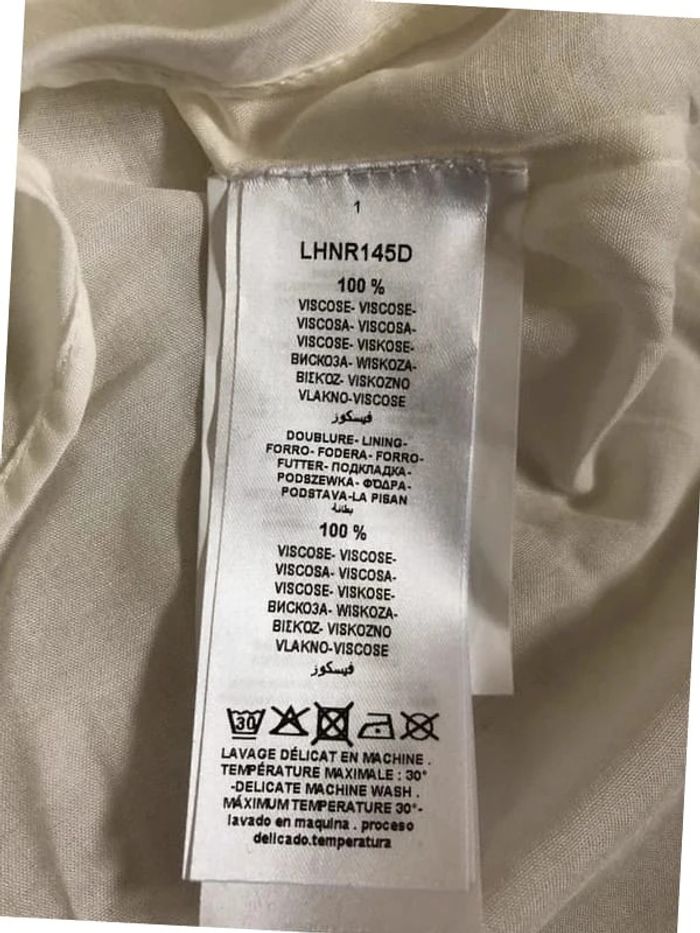 1
LHNR145D
100 %
VISCOSE- VISCOSE-
VISCOSA- VISCOSA-
VISCOSE- VISKOSE-
ВИСКОЗА- WISKOZA-
ΒΙΣΚΟΖ- VISKOZNO
VLAKNO-VISCOSE
فيسكوز
DOUBLURE- LINING-
FORRO- FODERA- FORRO-
FUTTER- ПОДКЛАДКА-
PODSZEWKA- ΦΌΔΡΑ-
PODSTAVA-LA PISAN
بطانة
100 %
VISCOSE- VISCOSE-
VISCOSA- VISCOSA-
VISCOSE- VISKOSE-
ВИСКОЗА- WISKOZA-
ΒΙΣΚΟΖ- VISKOZNO
VLAKNO-VISCOSE
فيسكوز
30
LAVAGE DÉLICAT EN MACHINE .
TEMPÉRATURE MAXIMALE : 30°
-DELICATE MACHINE WASH .
MÁXIMUM TEMPERATURE 30°-
lavado en maquina . proceso
delicado.temperatura